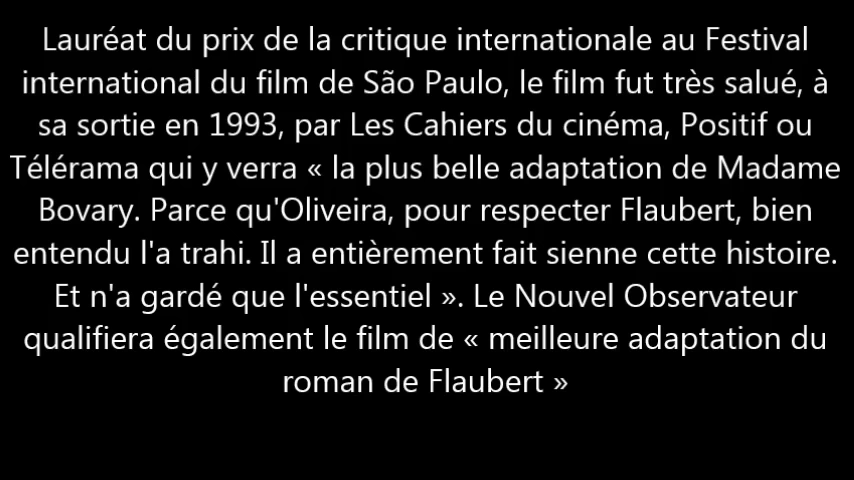 Lauréat du prix de la critique internationale au Festival
international du film de São Paulo, le film fut très salué, à
sa sortie en 1993, par Les Cahiers du cinéma, Positif ou
Télérama qui y verra « la plus belle adaptation de Madame
Bovary. Parce qu'Oliveira, pour respecter Flaubert, bien
entendu l'a trahi. Il a entièrement fait sienne cette histoire.
Et n'a gardé que l'essentiel ». Le Nouvel Observateur
qualifiera également le film de « meilleure adaptation du
roman de Flaubert »